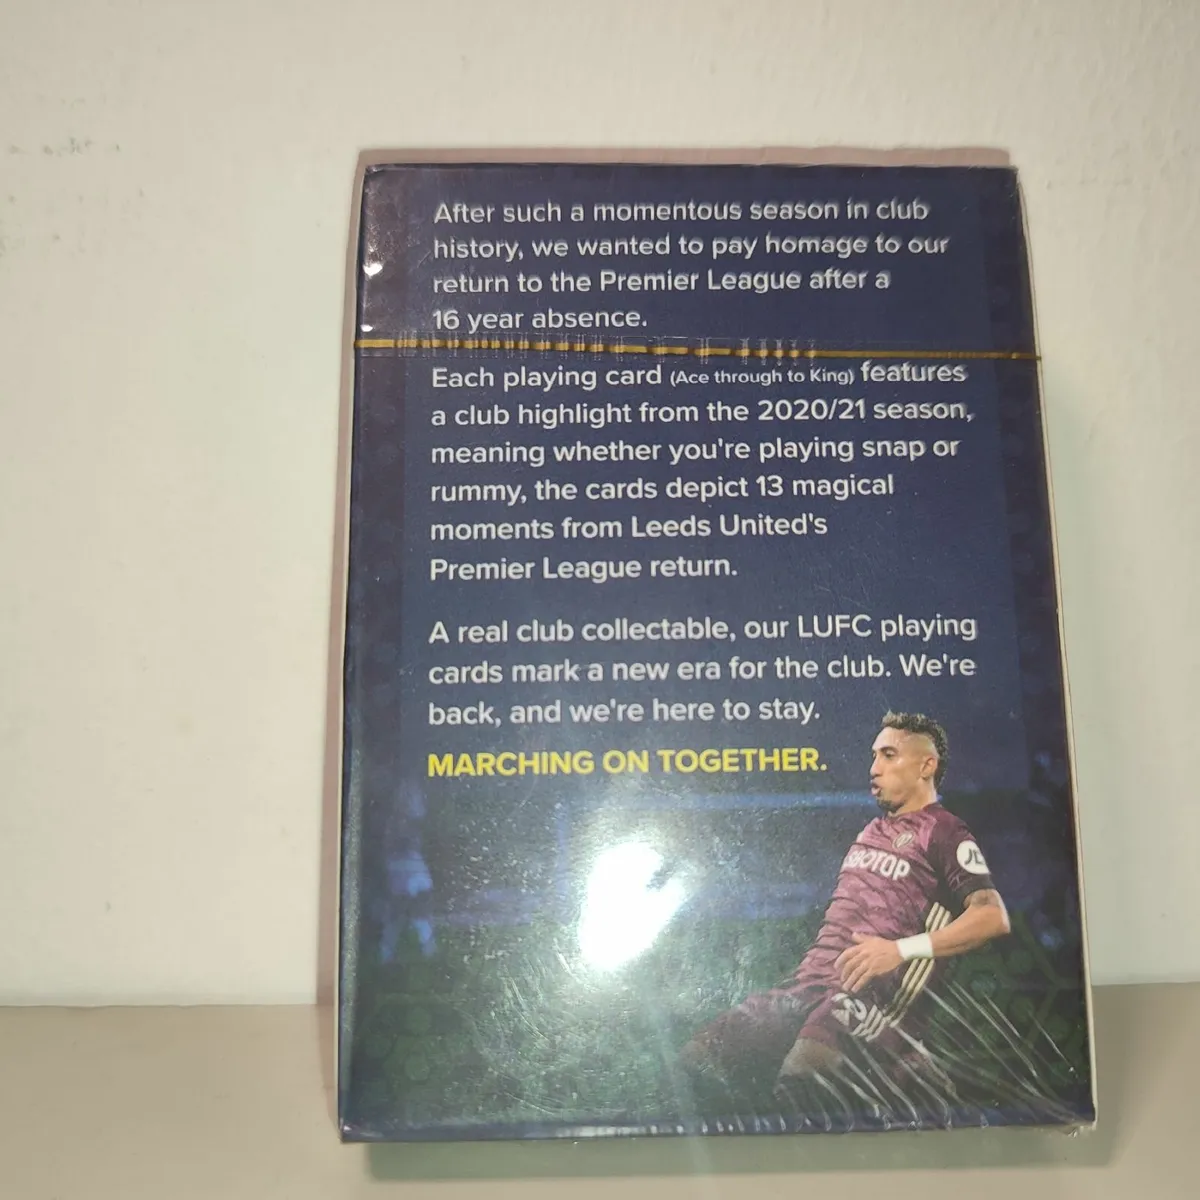 After such a momentous season in club
history, we wanted to pay homage to our
return to the Premier League after a
16 year absence.
Each playing card (Ace through to King) features
a club highlight from the 2020/21 season,
meaning whether you're playing snap or
rummy, the cards depict 13 magical
moments from Leeds United's
Premier League return.
A real club collectable, our LUFC playing
cards mark a new era for the club. We're
back, and we're here to stay.
MARCHING ON TOGETHER.